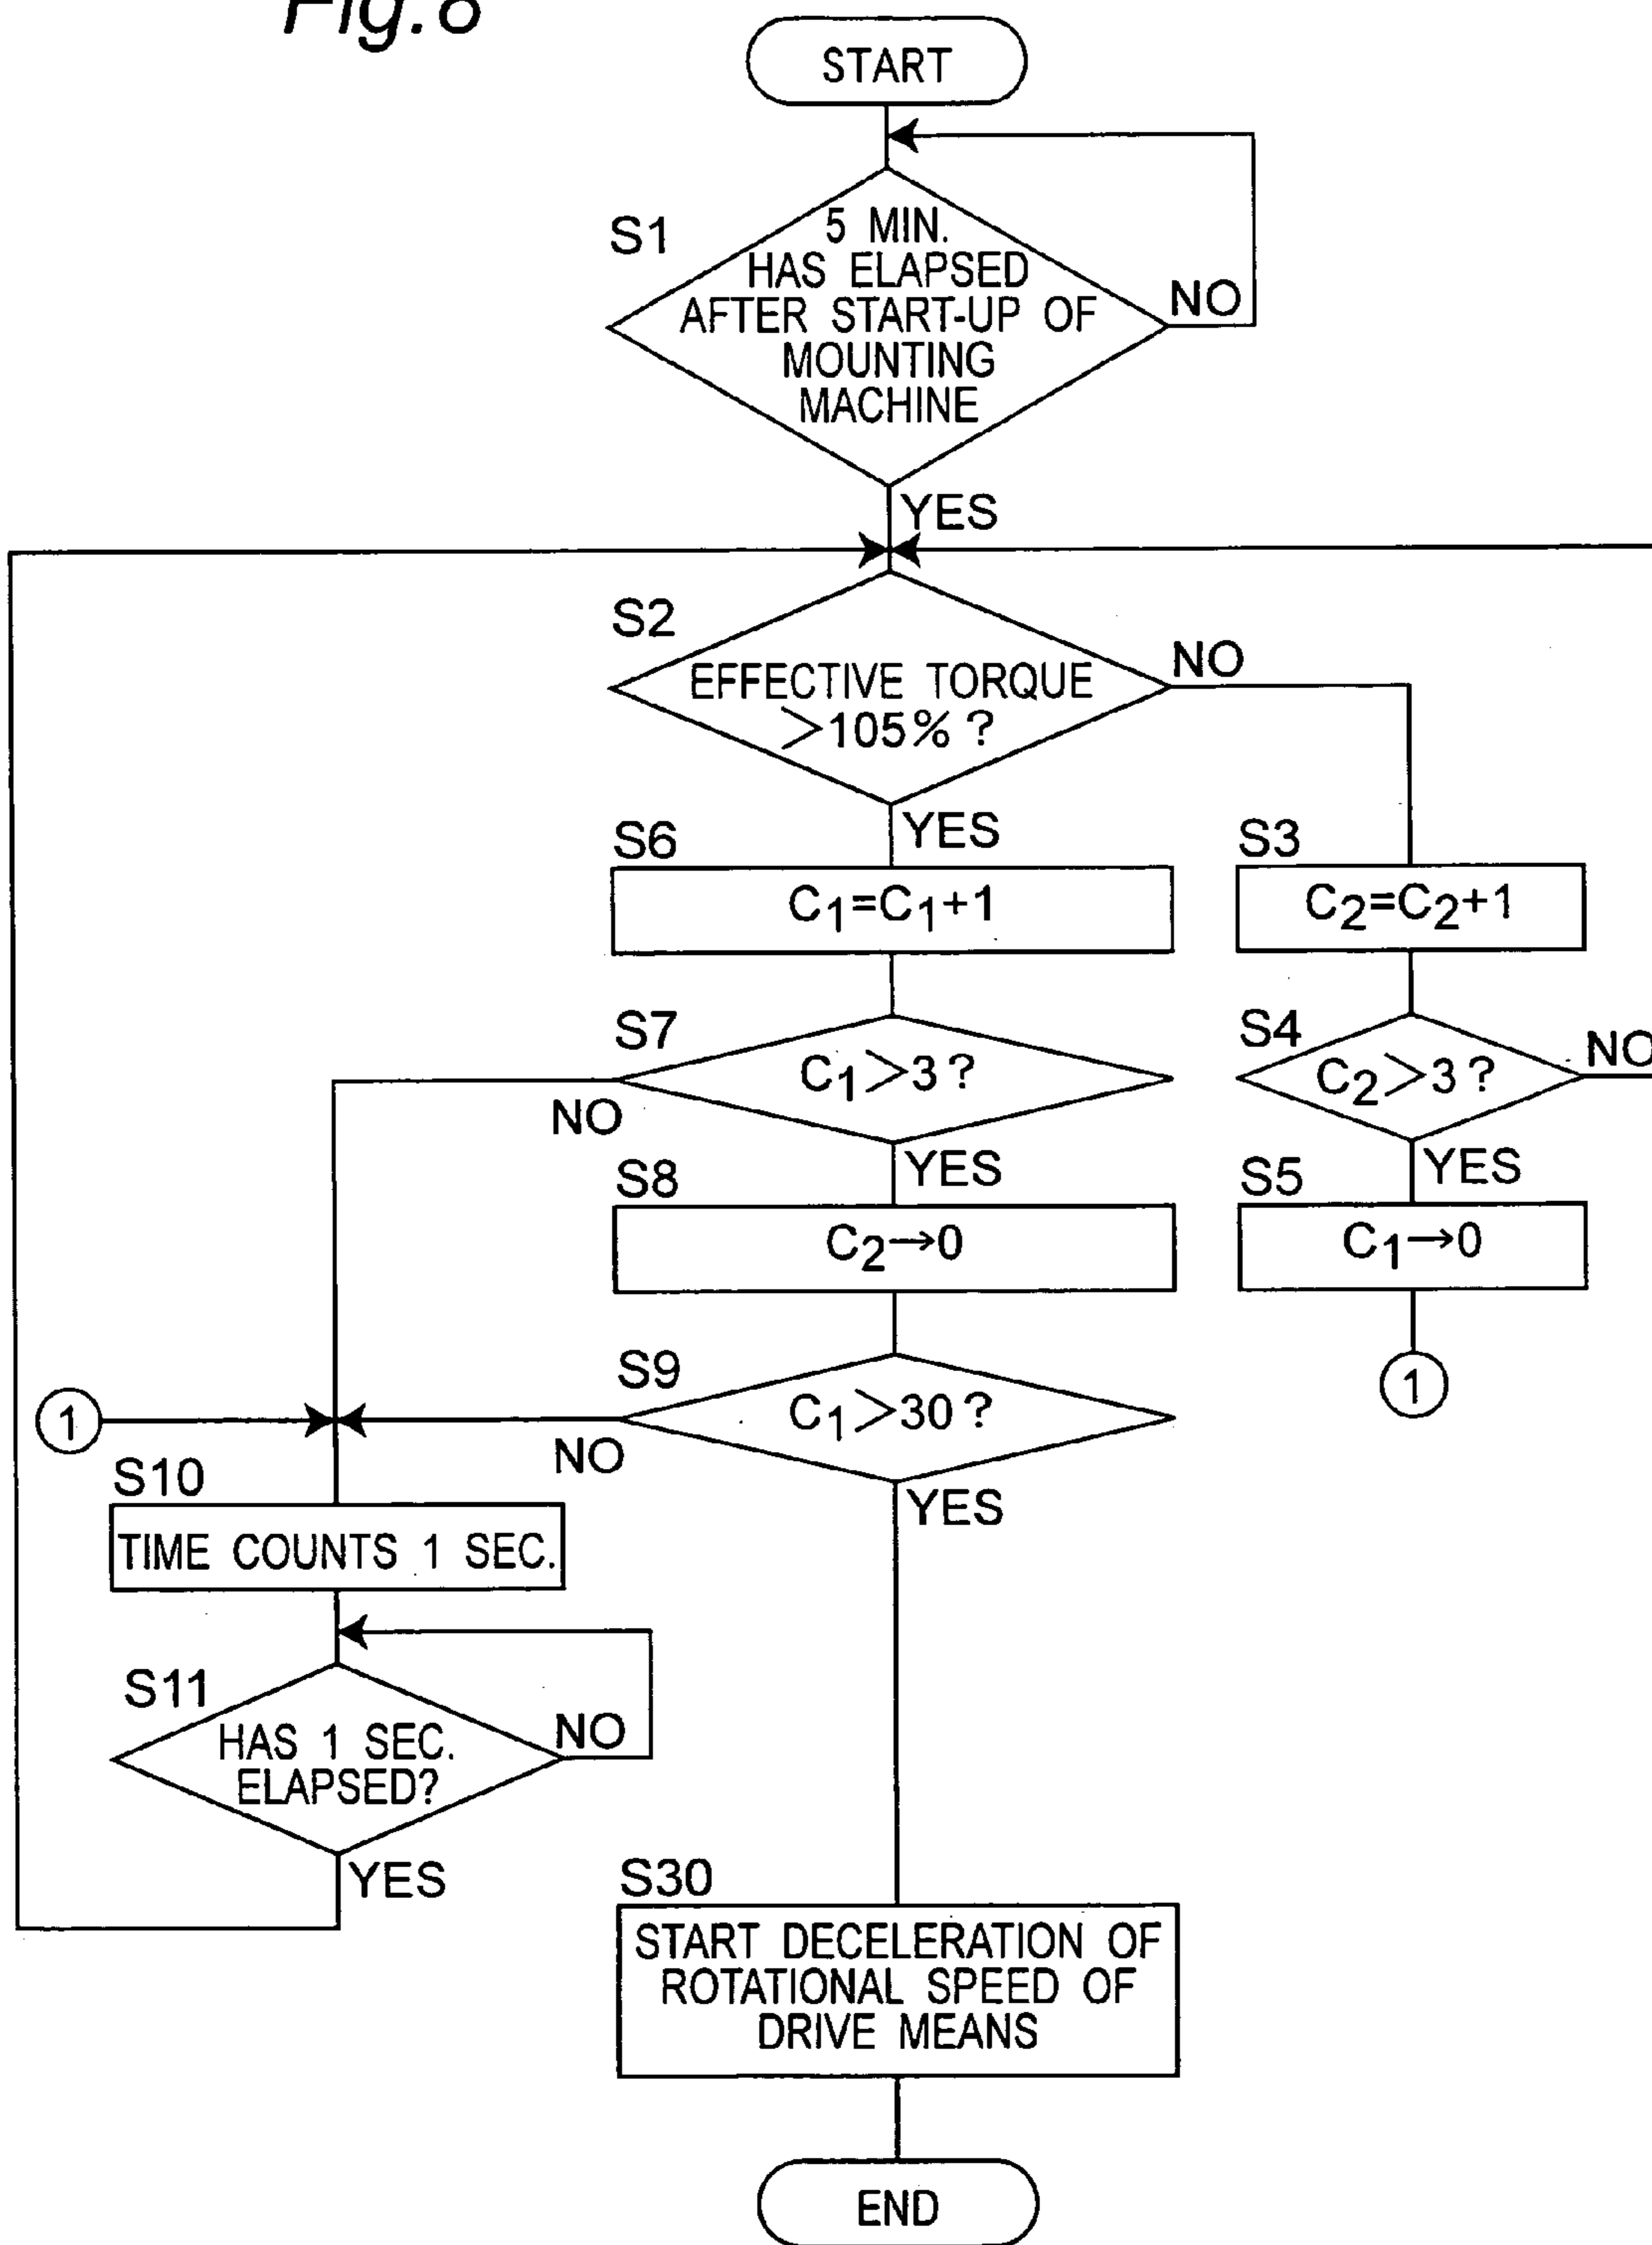 Fig.8
START
S1
5 MIN.
HAS ELAPSED
AFTER START-UP OF
MOUNTING
MACHINE
NO
YES
S2
EFFECTIVE TORQUE
>105%?
NO
YES
S6
C1=C1+1
S3
C2=C2+1
S7
C1>3?
NO
YES
S4
C2>3?
NO
YES
S8
C2→0
S5
C1→0
S9
C1>30?
NO
YES
1
1
S10
TIME COUNTS 1 SEC.
S11
HAS 1 SEC.
ELAPSED?
NO
YES
S30
START DECELERATION OF
ROTATIONAL SPEED OF
DRIVE MEANS
END